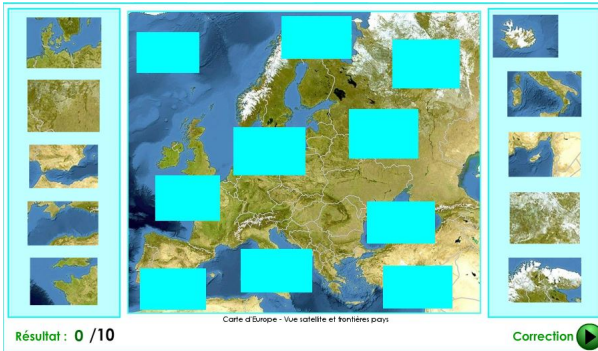 Carte d'Europe - Vue satellite et frontières pays
Résultat : 0 /10
Correction